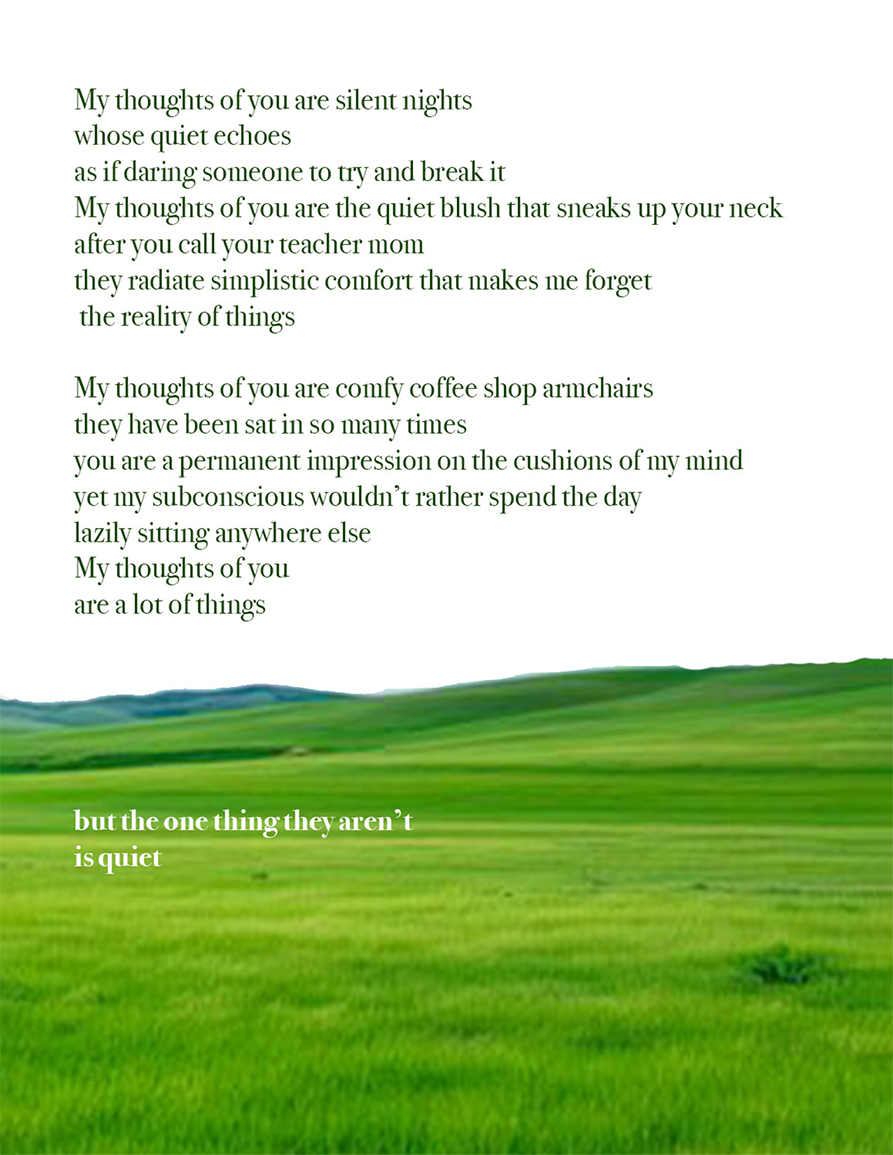 My thoughts of you are silent nights
whose quiet echoes
as if daring someone to try and break it
My thoughts of you are the quiet blush that sneaks up your neck
after you call your teacher mom
they radiate simplistic comfort that makes me forget
the reality of things
My thoughts of you are comfy coffee shop armchairs
they have been sat in so many times
you are a permanent impression on the cushions of my mind
yet my subconscious wouldn't rather spend the day
lazily sitting anywhere else
My thoughts of you
are a lot of things
but the one thing they aren't
is quiet